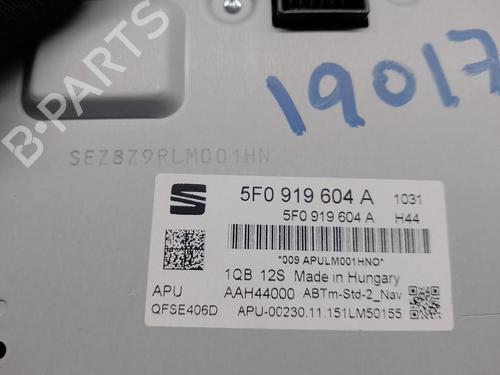 19017
B-PARTS
SEZ8Z9RLM001HN
5F0 919 604 A 1031
5F0 919 604 A H44
*009 APULM001HNO*
1QB 12S Made in Hungary
APU AAH44000 ABTm-Std-2_Nav
QFSE406D APU-00230.11.151LM50155